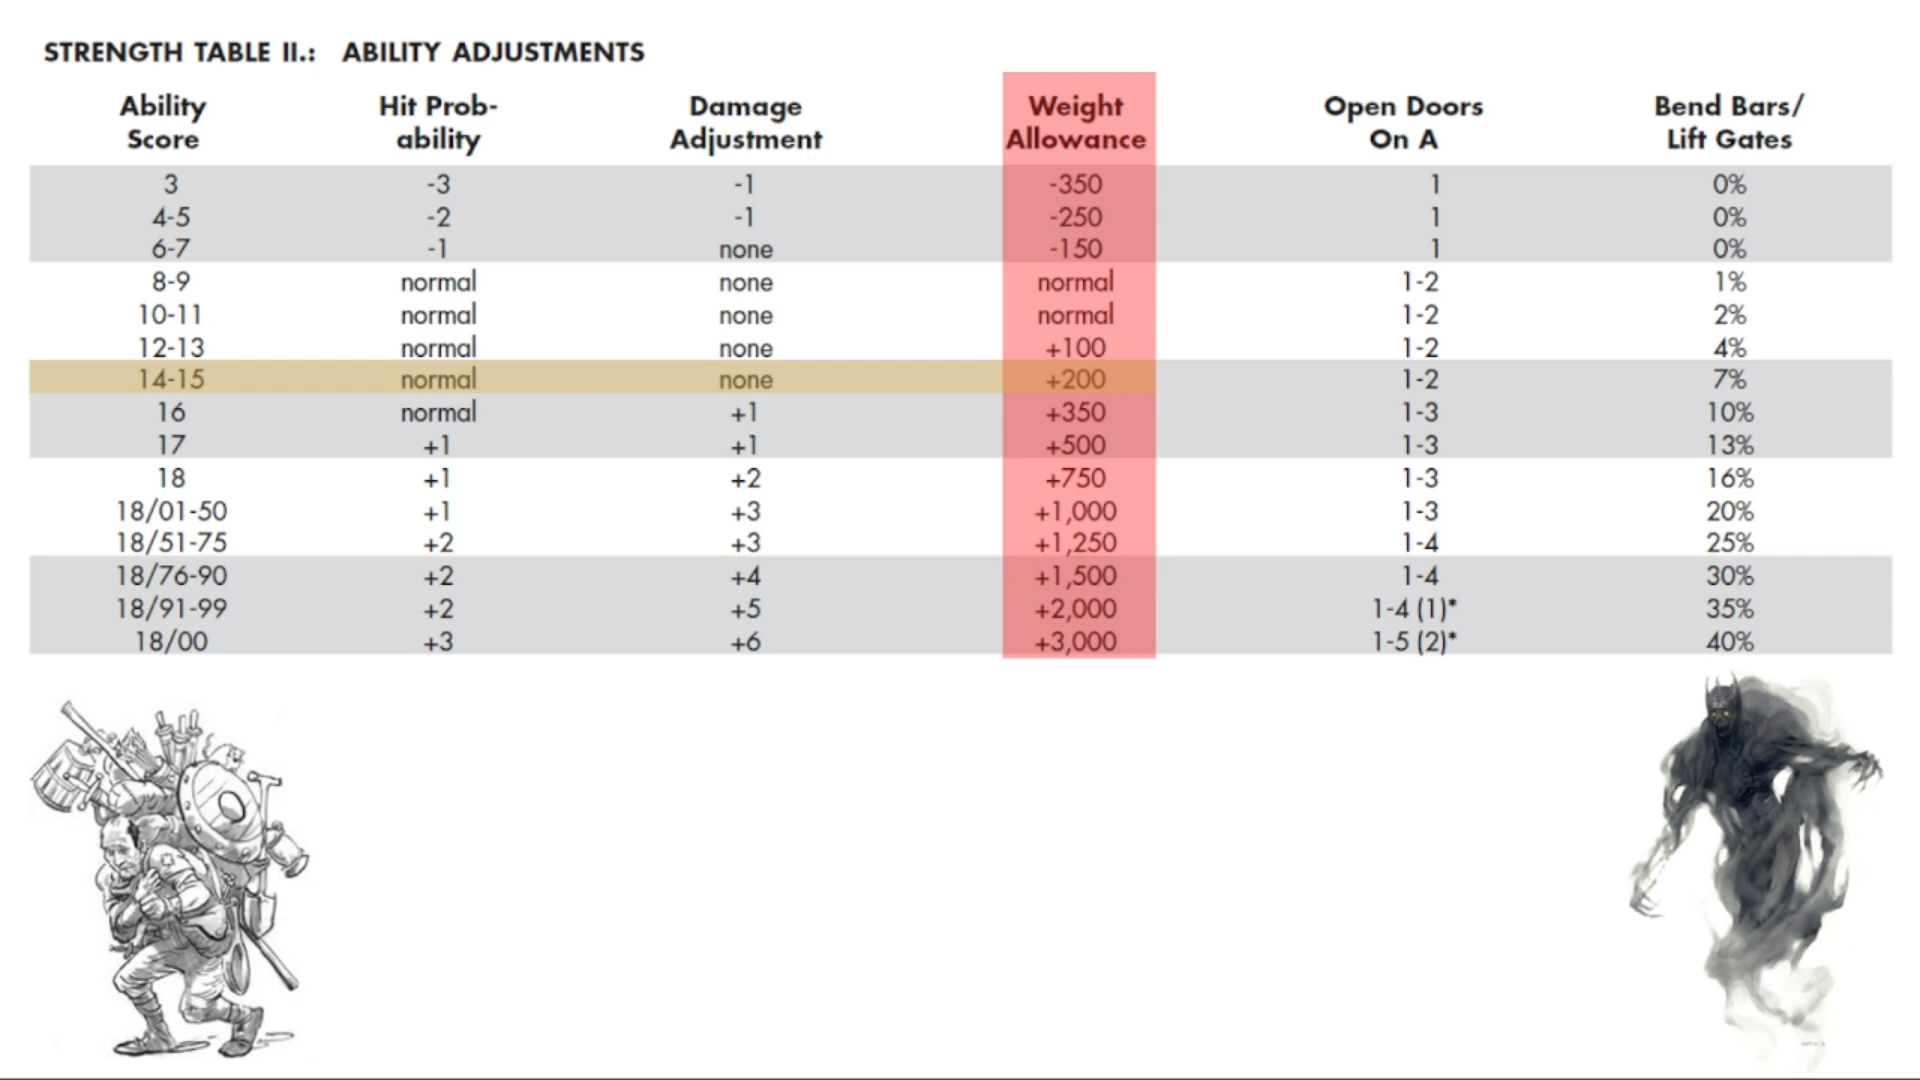 STRENGTH TABLE II.: ABILITY ADJUSTMENTS
Ability Score Hit Prob-ability Damage Adjustment Weight Allowance Open Doors On A Bend Bars/ Lift Gates
3 -3 -1 -350 1 0%
4-5 -2 -1 -250 1 0%
6-7 -1 none -150 1 0%
8-9 normal none normal 1-2 1%
10-11 normal none normal 1-2 2%
12-13 normal none +100 1-2 4%
14-15 normal none +200 1-2 7%
16 normal +1 +350 1-3 10%
17 +1 +1 +500 1-3 13%
18 +1 +2 +750 1-3 16%
18/01-50 +1 +3 +1,000 1-3 20%
18/51-75 +2 +3 +1,250 1-4 25%
18/76-90 +2 +4 +1,500 1-4 30%
18/91-99 +2 +5 +2,000 1-4 (1)* 35%
18/00 +3 +6 +3,000 1-5 (2)* 40%